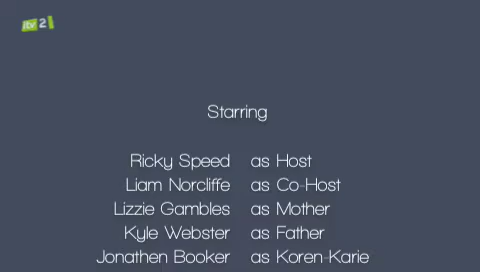 itv2
Starring
Ricky Speed as Host
Liam Norcliffe as Co-Host
Lizzie Gambles as Mother
Kyle Webster as Father
Jonathen Booker as Koren-Karie